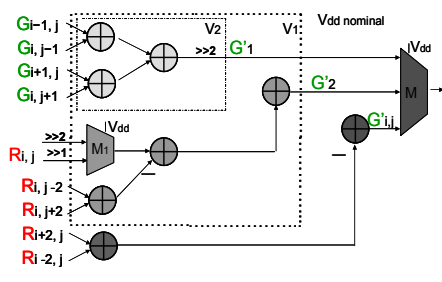 Gi−1, j
Gi, j−1
Gi+1, j
Gi, j+1
V2
V1
Vdd nominal
>>2
G'1
Vdd
G'2
M
G'i,j
−
Vdd
>>2
>>1
Ri, j
M1
−
Ri, j -2
Ri, j+2
Ri+2, j
Ri -2, j